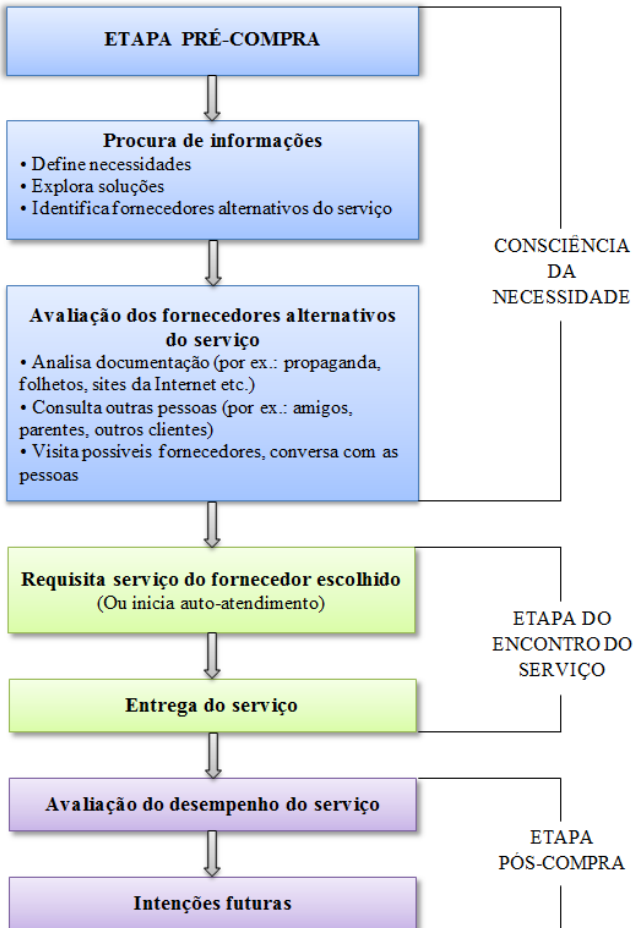 ETAPA PRÉ-COMPRA
Procura de informações
• Define necessidades
• Explora soluções
• Identifica fornecedores alternativos do serviço
CONSCIÊNCIA
DA
NECESSIDADE
Avaliação dos fornecedores alternativos
do serviço
• Analisa documentação (por ex.: propaganda,
folhetos, sites da Internet etc.)
• Consulta outras pessoas (por ex.: amigos,
parentes, outros clientes)
• Visita possíveis fornecedores, conversa com as
pessoas
Requisita serviço do fornecedor escolhido
(Ou inicia auto-atendimento)
ETAPA DO
ENCONTRO DO
SERVIÇO
Entrega do serviço
Avaliação do desempenho do serviço
ETAPA
PÓS-COMPRA
Intenções futuras